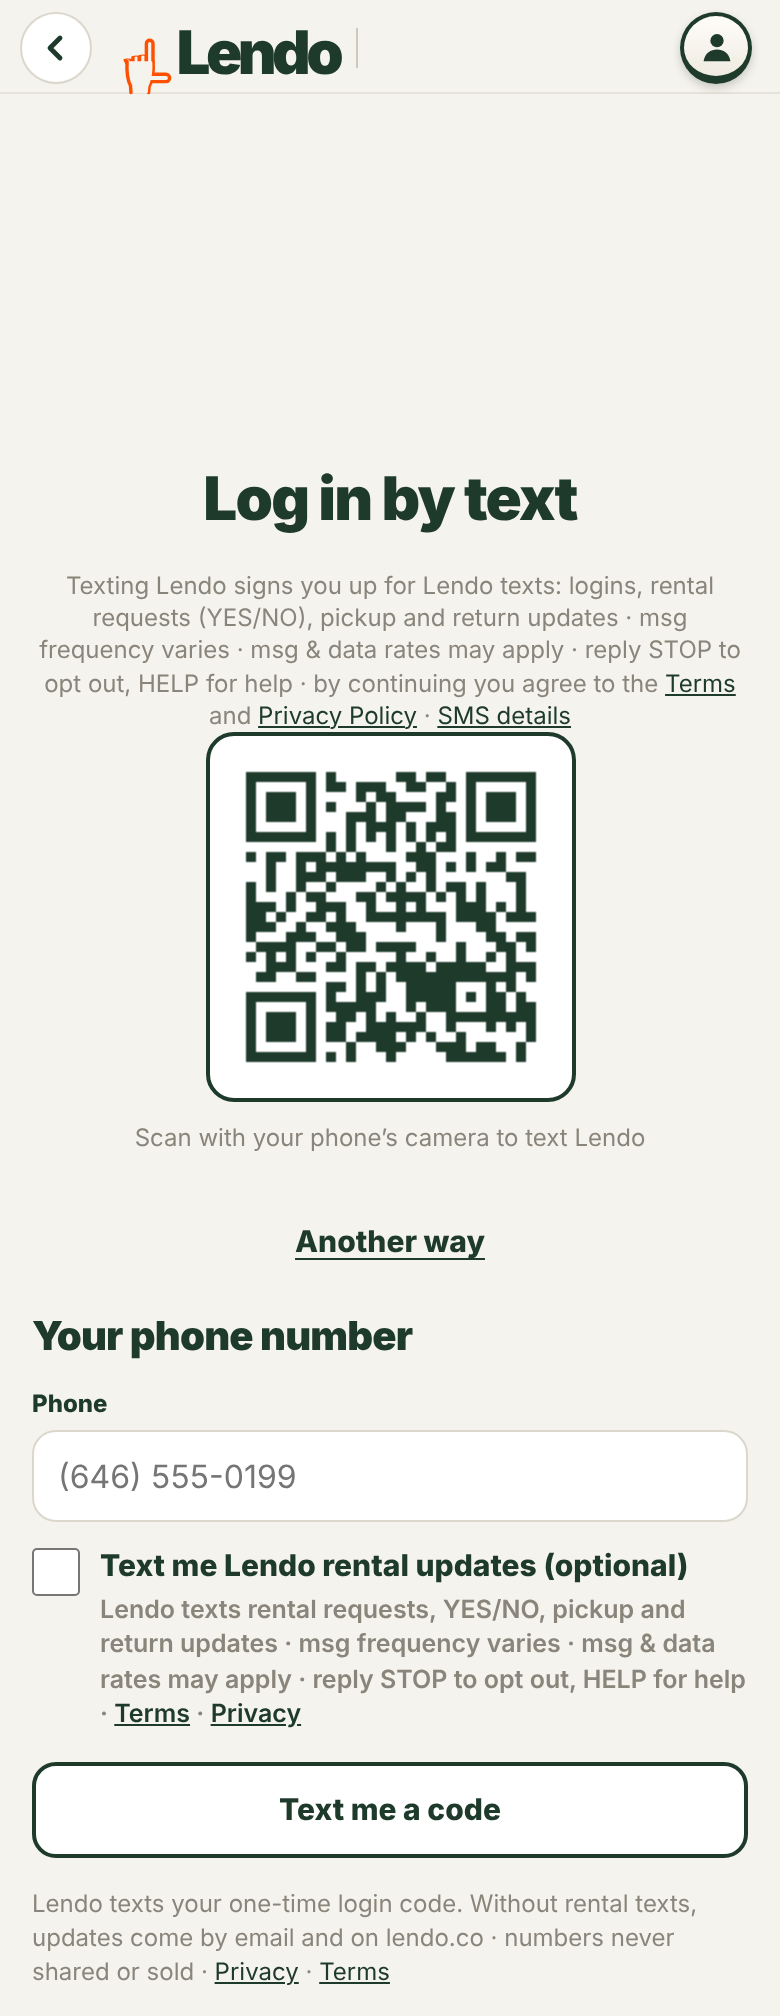 Lendo
Log in by text
Texting Lendo signs you up for Lendo texts: logins, rental
requests (YES/NO), pickup and return updates · msg
frequency varies · msg & data rates may apply · reply STOP to
opt out, HELP for help · by continuing you agree to the Terms
and Privacy Policy · SMS details
Scan with your phone’s camera to text Lendo
Another way
Your phone number
Phone
(646) 555-0199
Text me Lendo rental updates (optional)
Lendo texts rental requests, YES/NO, pickup and
return updates · msg frequency varies · msg & data
rates may apply · reply STOP to opt out, HELP for help
· Terms · Privacy
Text me a code
Lendo texts your one-time login code. Without rental texts,
updates come by email and on lendo.co · numbers never
shared or sold · Privacy · Terms